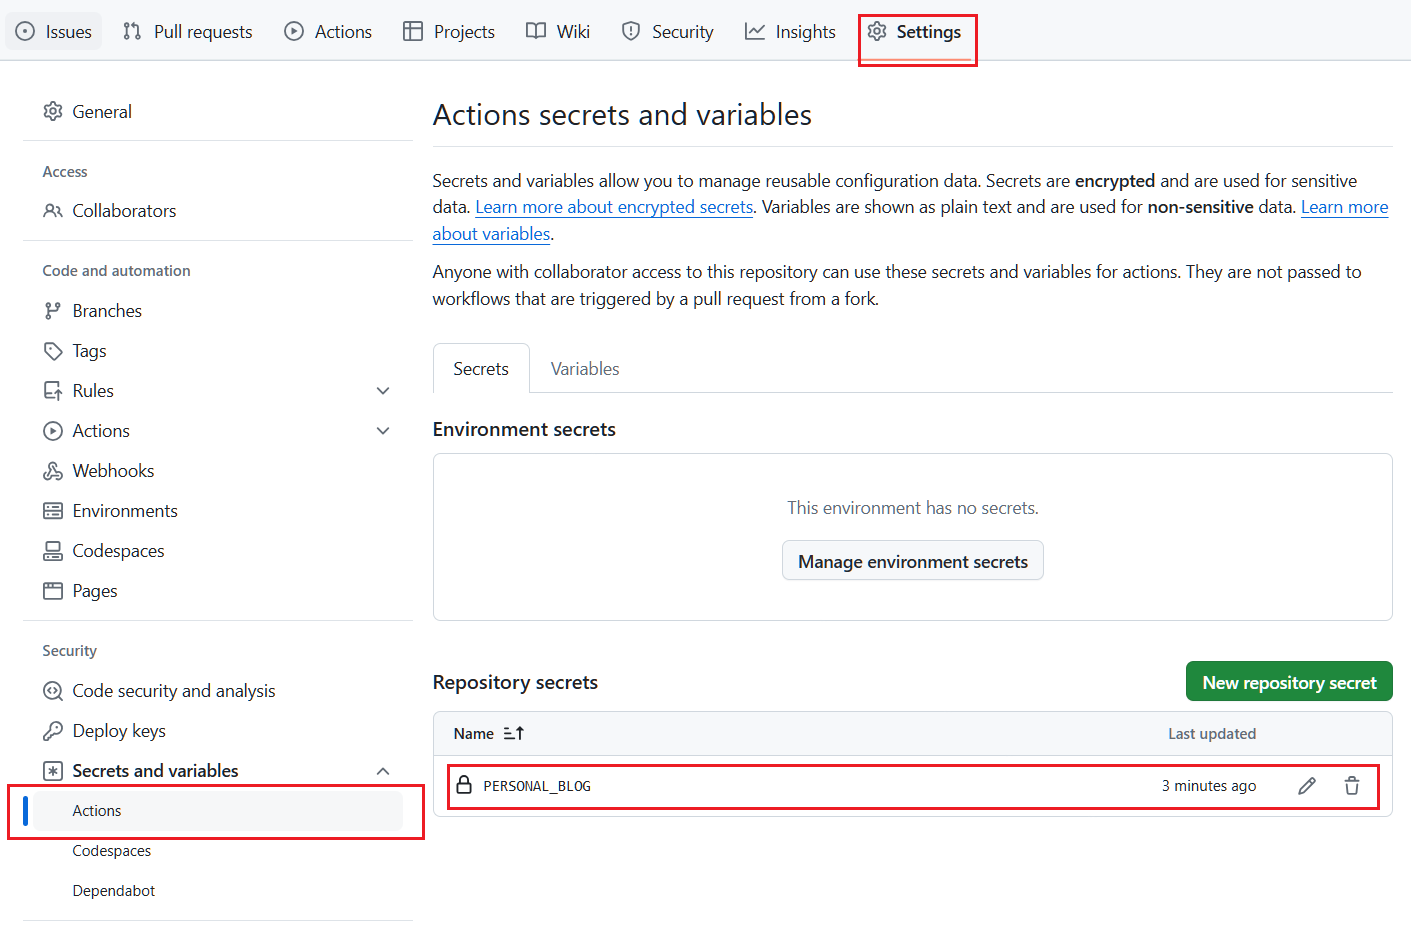 Issues Pull requests Actions Projects Wiki Security Insights Settings
General
Access
Collaborators
Code and automation
Branches
Tags
Rules
Actions
Webhooks
Environments
Codespaces
Pages
Security
Code security and analysis
Deploy keys
Secrets and variables
Actions
Codespaces
Dependabot
Actions secrets and variables
Secrets and variables allow you to manage reusable configuration data. Secrets are encrypted and are used for sensitive
data. Learn more about encrypted secrets. Variables are shown as plain text and are used for non-sensitive data. Learn more
about variables.
Anyone with collaborator access to this repository can use these secrets and variables for actions. They are not passed to
workflows that are triggered by a pull request from a fork.
Secrets Variables
Environment secrets
This environment has no secrets.
Manage environment secrets
Repository secrets New repository secret
Name Last updated
PERSONAL_BLOG 3 minutes ago